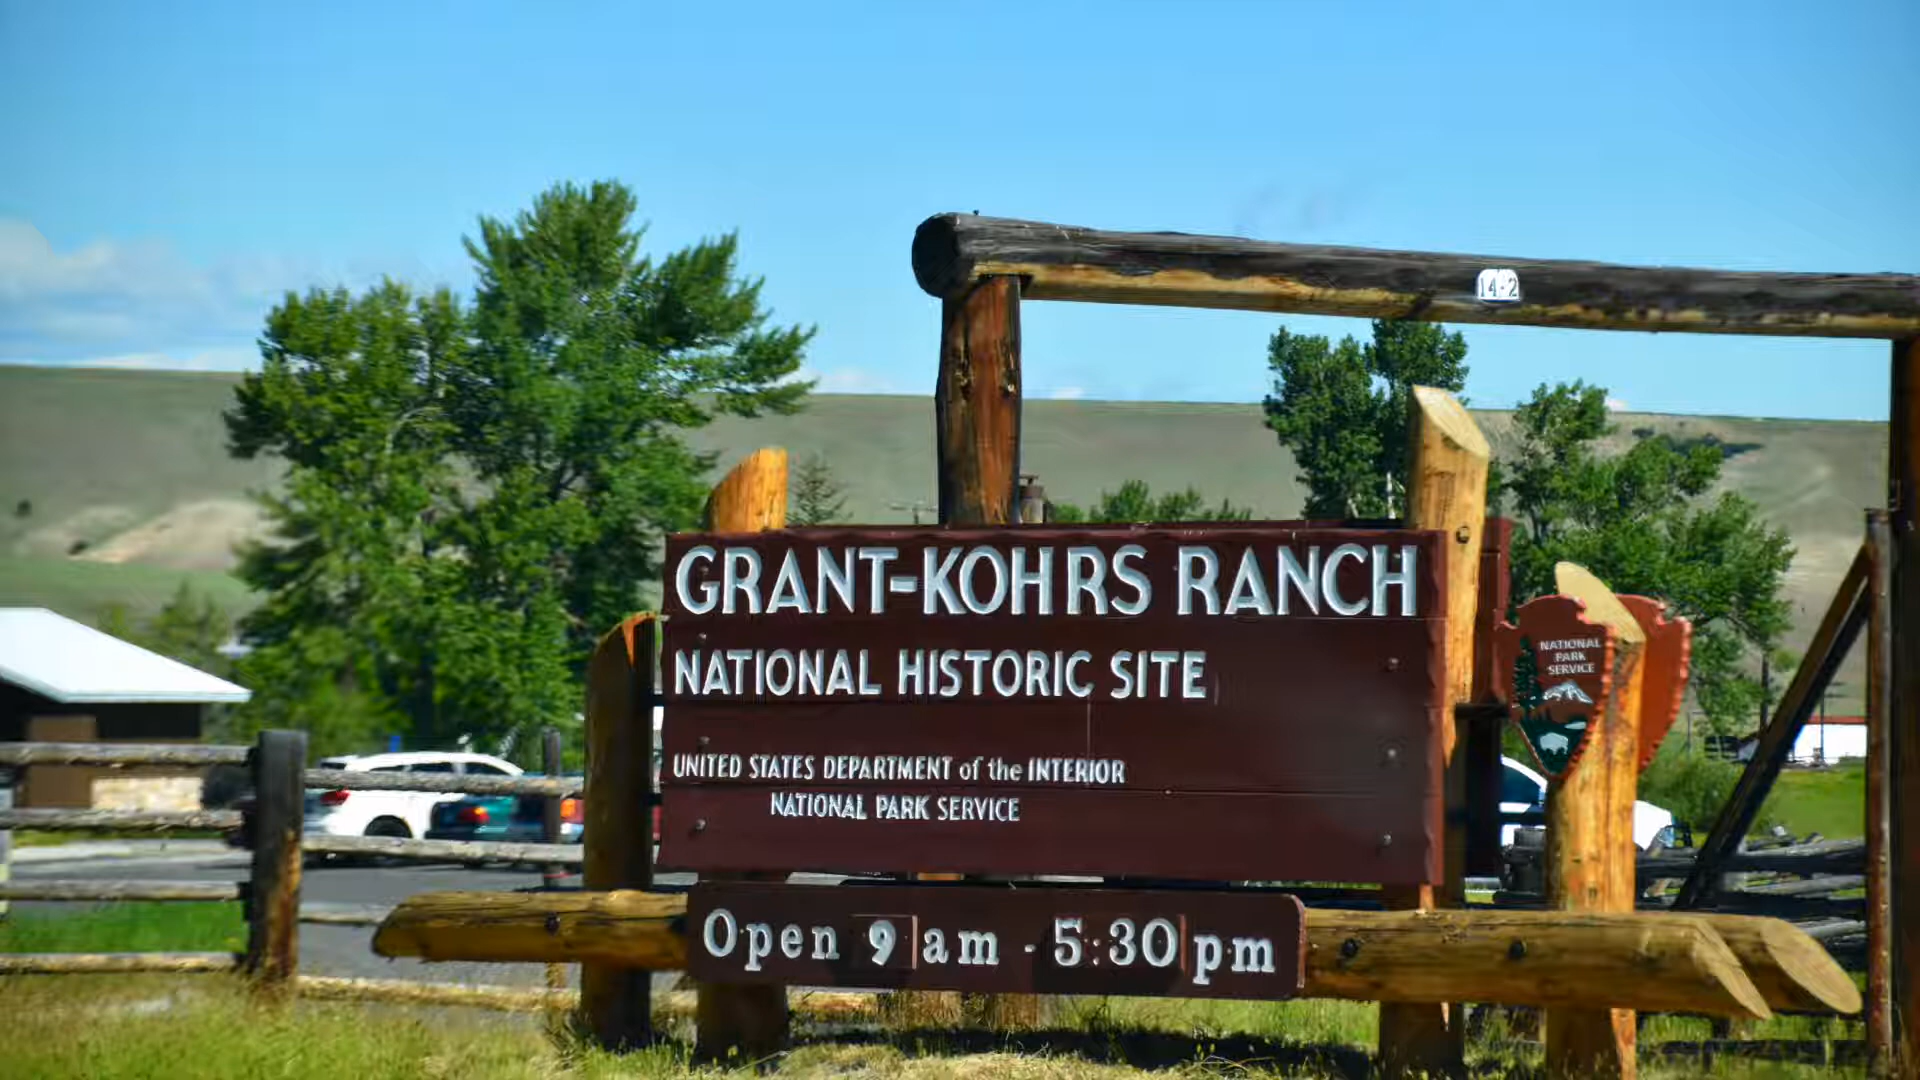 14-2
GRANT-KOHRS RANCH
NATIONAL HISTORIC SITE
UNITED STATES DEPARTMENT of the INTERIOR
NATIONAL PARK SERVICE
NATIONAL
PARK
SERVICE
Open 9 am - 5:30 pm